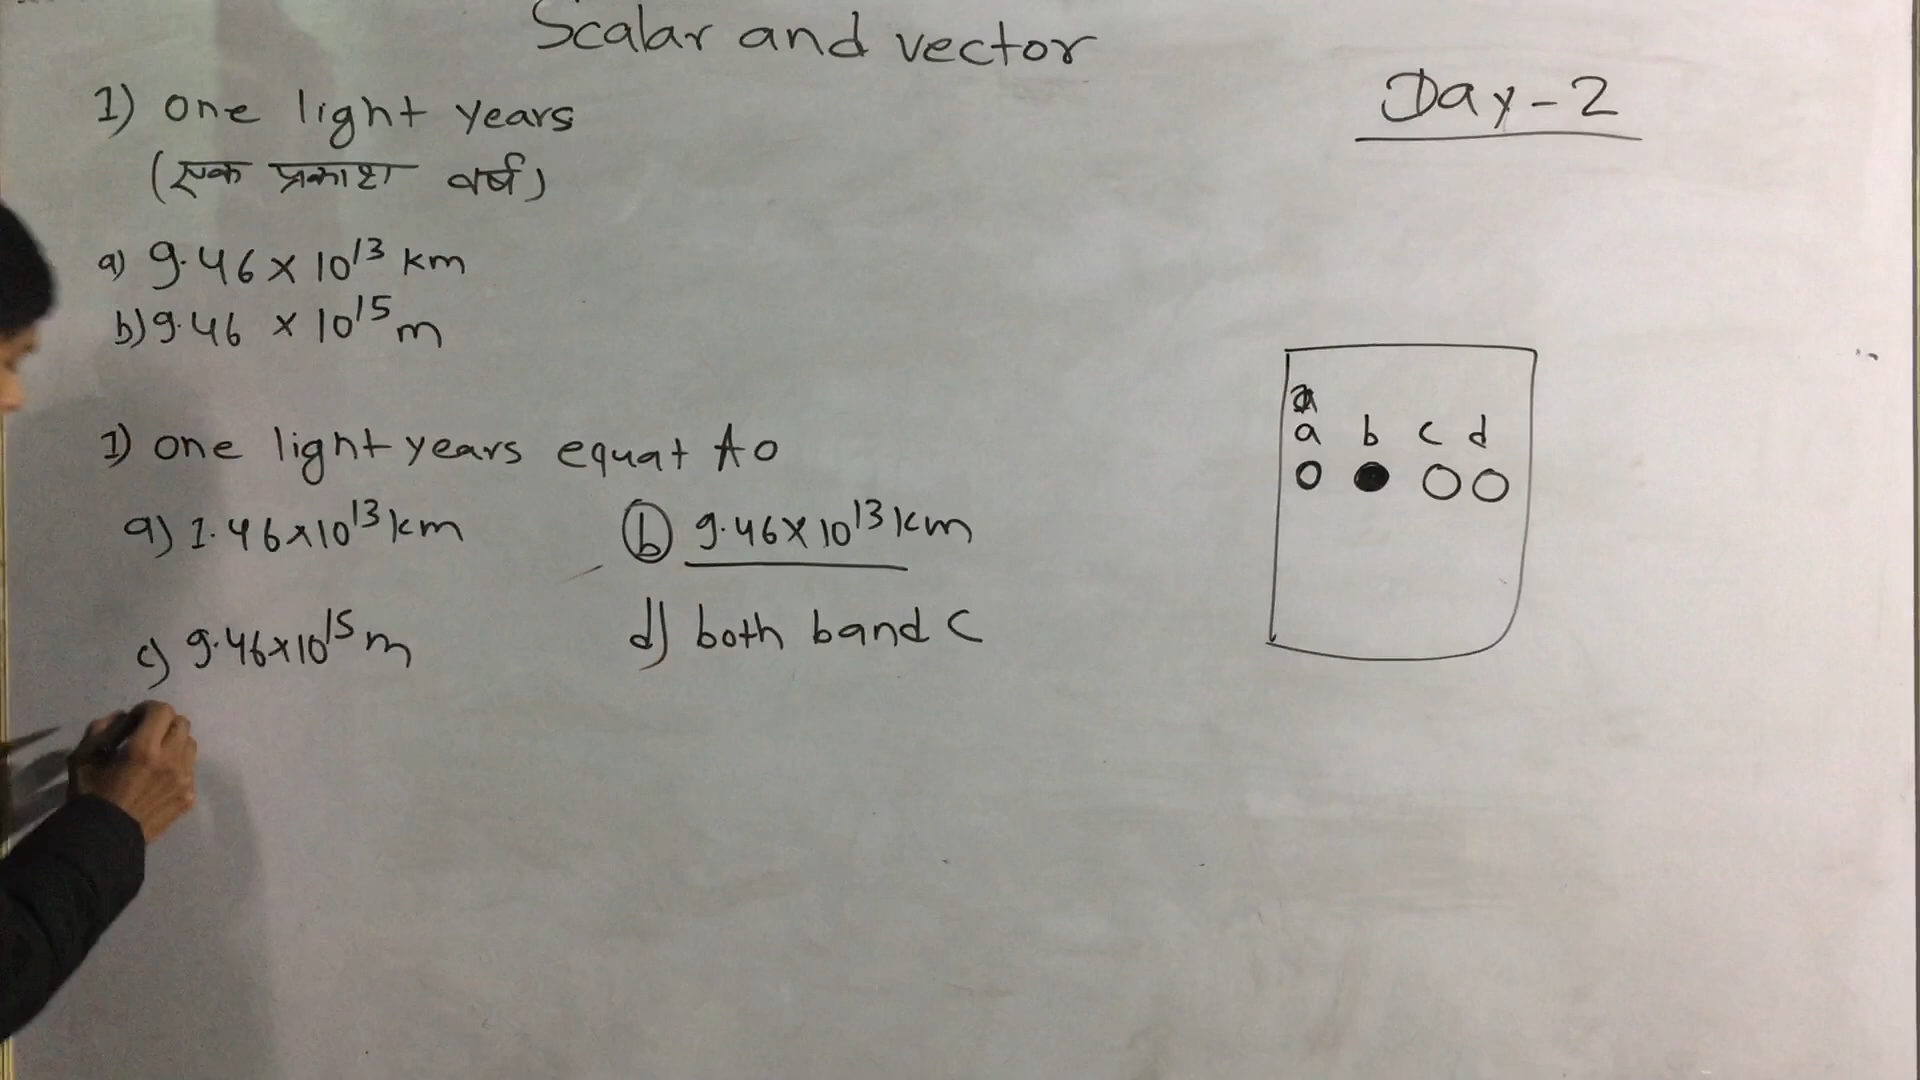 Scalar and vector
Day-2
1) one light years
(एक प्रकाश वर्ष)
a) 9.46 × 10¹³ km
b) 9.46 × 10¹⁵ m
1) one light years equat to
a) 1.46×10¹³ km
b) 9.46×10¹³ km
c) 9.46×10¹⁵ m
d) both b and c
a b c d